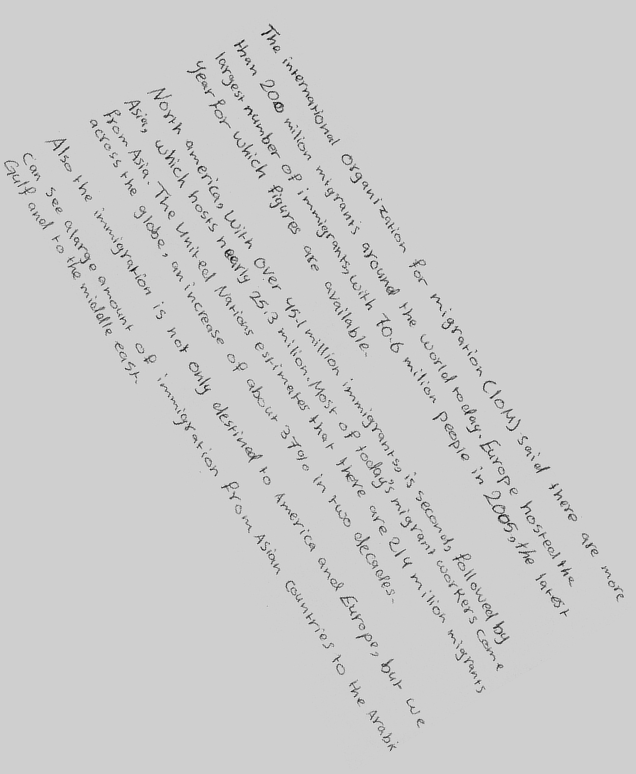 The international organization for migration (IOM) said there are more
than 200 million migrants around the world today. Europe hosted the
largest number of immigrants, with 70.6 milion people in 2005, the latest
year for which figures are available.
North america, with over 45.1 million immigrants, is second, followed by
Asia, which hosts nearly 25.3 milion. Most of today's migrant workers come
from Asia. The United Nations estimates that there are 214 million migrants
across the globe, an increase of about 37% in two decades.
Also the immigration is not only destined to America and Europe, but we
can see alarge amount of immigration from Asian countries to the Arabic
Gulf and to the middle east.